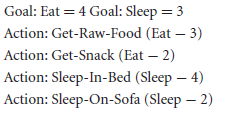 Goal: Eat = 4 Goal: Sleep = 3
Action: Get-Raw-Food (Eat − 3)
Action: Get-Snack (Eat − 2)
Action: Sleep-In-Bed (Sleep − 4)
Action: Sleep-On-Sofa (Sleep − 2)